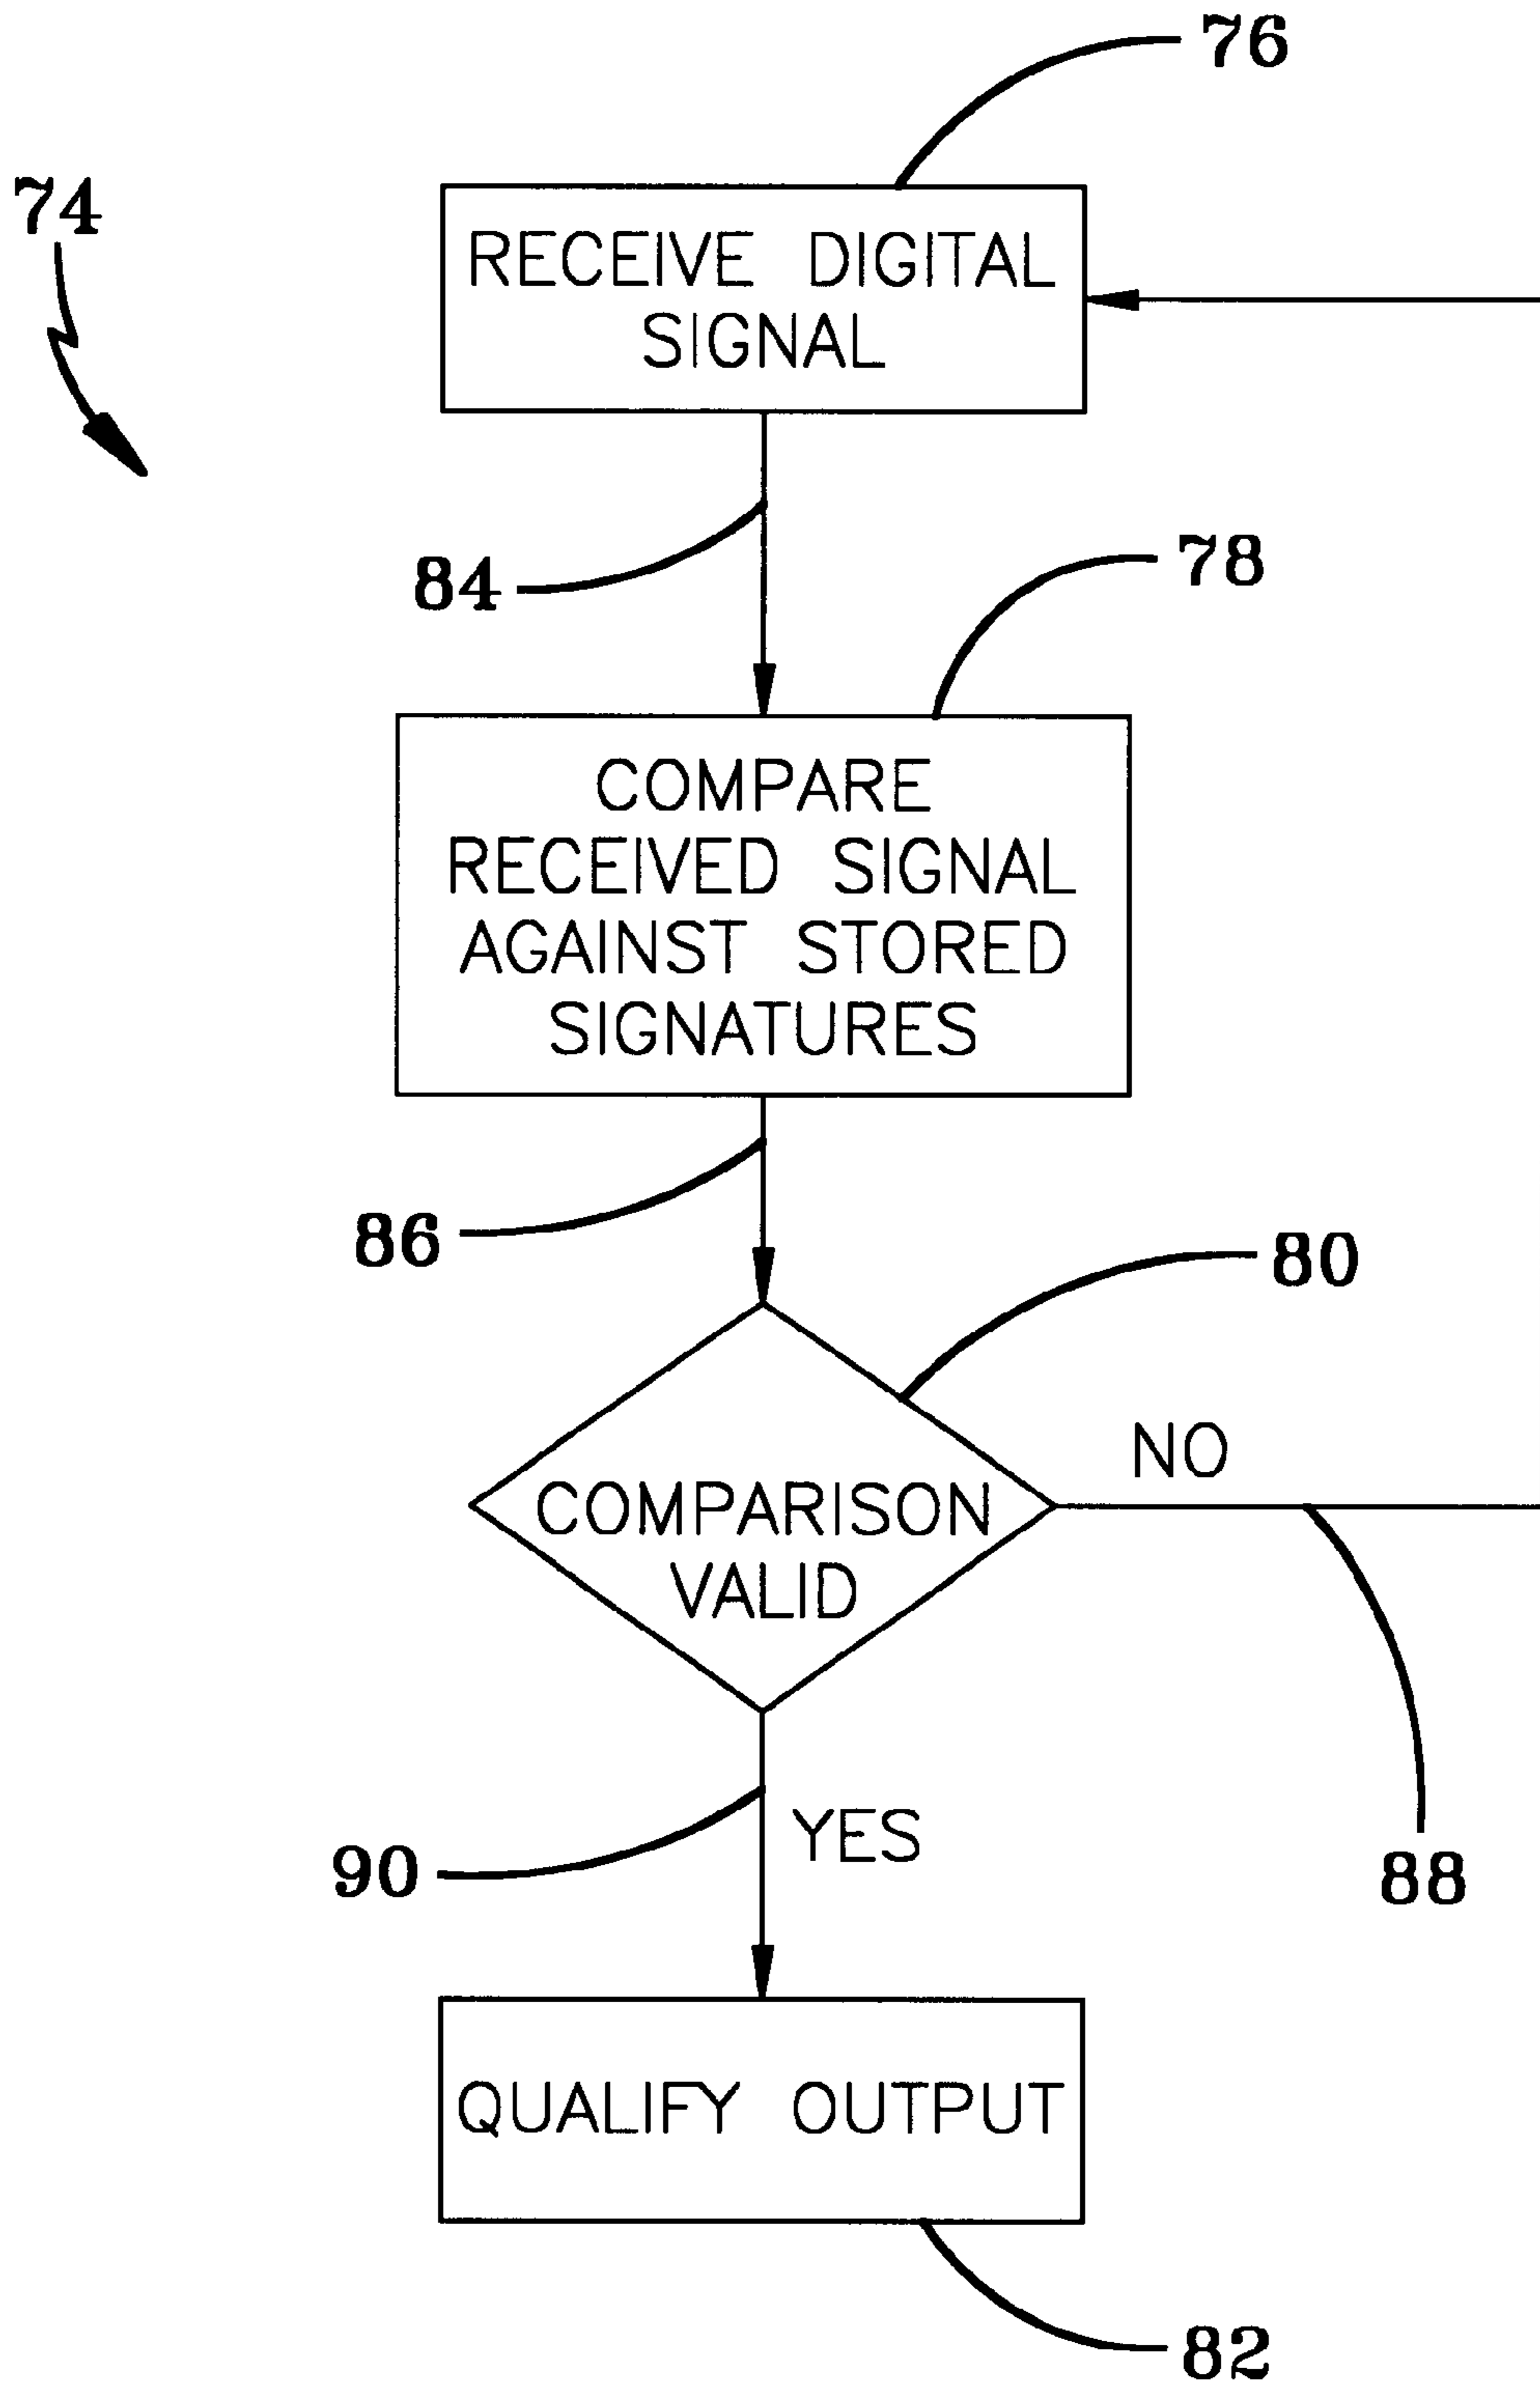 76
74
RECEIVE DIGITAL
SIGNAL
84
78
COMPARE
RECEIVED SIGNAL
AGAINST STORED
SIGNATURES
86
80
NO
COMPARISON
VALID
90
YES
88
QUALIFY OUTPUT
82